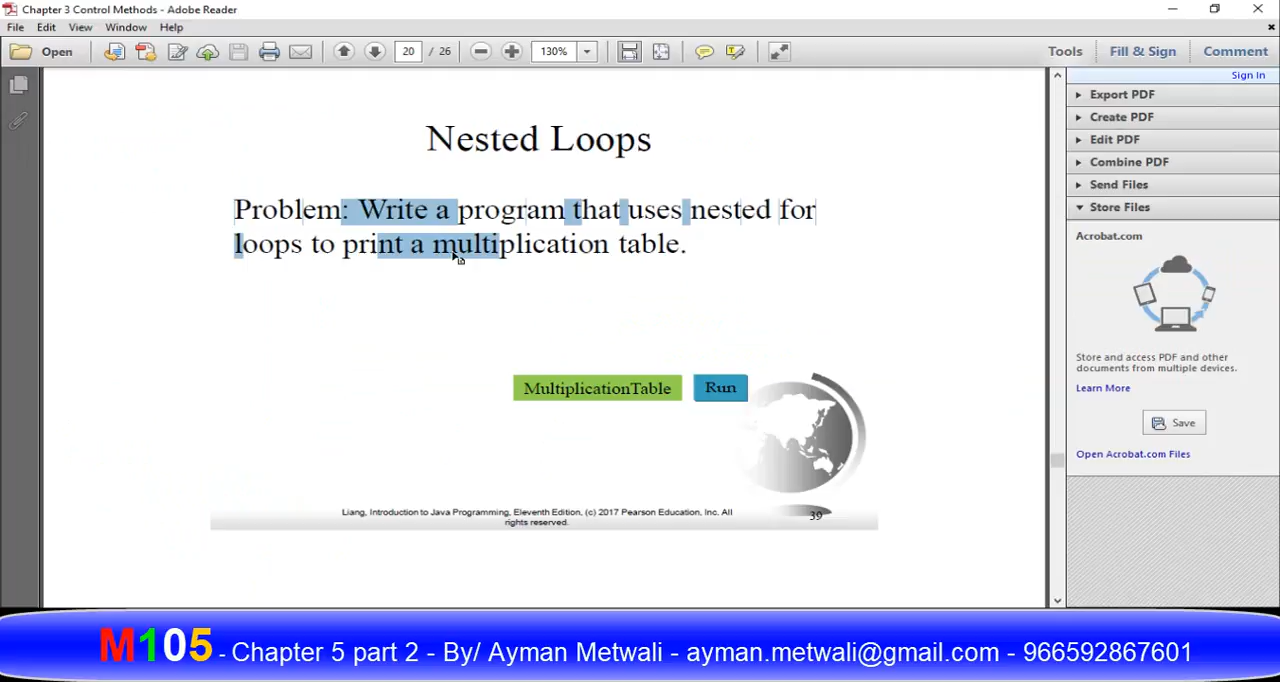 Chapter 3 Control Methods - Adobe Reader
File Edit View Window Help
Open 20 / 26 130% Tools Fill & Sign Comment
Sign In
Export PDF
Create PDF
Edit PDF
Combine PDF
Send Files
Store Files
Acrobat.com
Store and access PDF and other
documents from multiple devices.
Learn More
Save
Open Acrobat.com Files
Nested Loops
Problem: Write a program that uses nested for
loops to print a multiplication table.
MultiplicationTable Run
Liang, Introduction to Java Programming, Eleventh Edition, (c) 2017 Pearson Education, Inc. All
rights reserved.
39
M105 - Chapter 5 part 2 - By/ Ayman Metwali - ayman.metwali@gmail.com - 966592867601